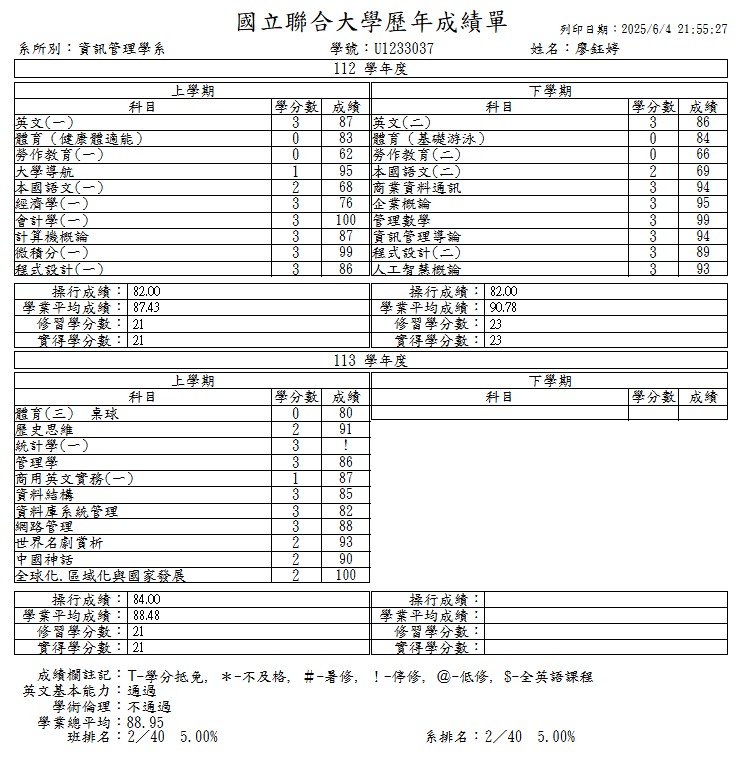 國立聯合大學歷年成績單
列印日期：2025/6/4 21:55:27
系所別：資訊管理學系 學號：U1233037 姓名：廖鈺婷
112 學年度
上學期 下學期
科目 學分數 成績 科目 學分數 成績
英文(一) 3 87 英文(二) 3 86
體育（健康體適能） 0 83 體育（基礎游泳） 0 84
勞作教育(一) 0 62 勞作教育(二) 0 66
大學導航 1 95 本國語文(二) 2 69
本國語文(一) 2 68 商業資料通訊 3 94
經濟學(一) 3 76 企業概論 3 95
會計學(一) 3 100 管理數學 3 99
計算機概論 3 87 資訊管理導論 3 94
微積分(一) 3 99 程式設計(二) 3 89
程式設計(一) 3 86 人工智慧概論 3 93
操行成績： 82.00 操行成績： 82.00
學業平均成績： 87.43 學業平均成績： 90.78
修習學分數： 21 修習學分數： 23
實得學分數： 21 實得學分數： 23
113 學年度
上學期 下學期
科目 學分數 成績 科目 學分數 成績
體育(三) 桌球 0 80
歷史思維 2 91
統計學(一) 3 !
管理學 3 86
商用英文實務(一) 1 87
資料結構 3 85
資料庫系統管理 3 82
網路管理 3 88
世界名劇賞析 2 93
中國神話 2 90
全球化.區域化與國家發展 2 100
操行成績： 84.00 操行成績：
學業平均成績： 88.48 學業平均成績：
修習學分數： 21 修習學分數：
實得學分數： 21 實得學分數：
成績欄註記：T-學分抵免, *-不及格, #-暑修, !-停修, @-低修, $-全英語課程
英文基本能力：通過
學術倫理：不通過
學業總平均：88.95
班排名：2/40 5.00% 系排名：2/40 5.00%